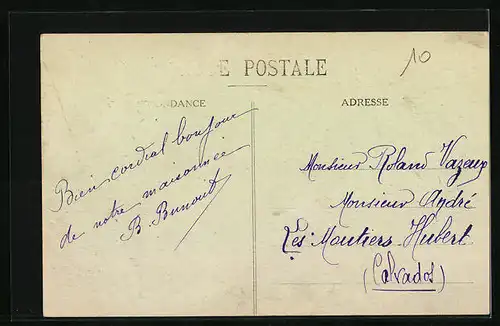 E POSTALE
10
DANCE
ADRESSE
Bien cordial bonjour
de notre maisonnée
B. Bunout
Monsieur Roland Vazeux
Monsieur André
Les Moutiers Hubert
(Calvados)